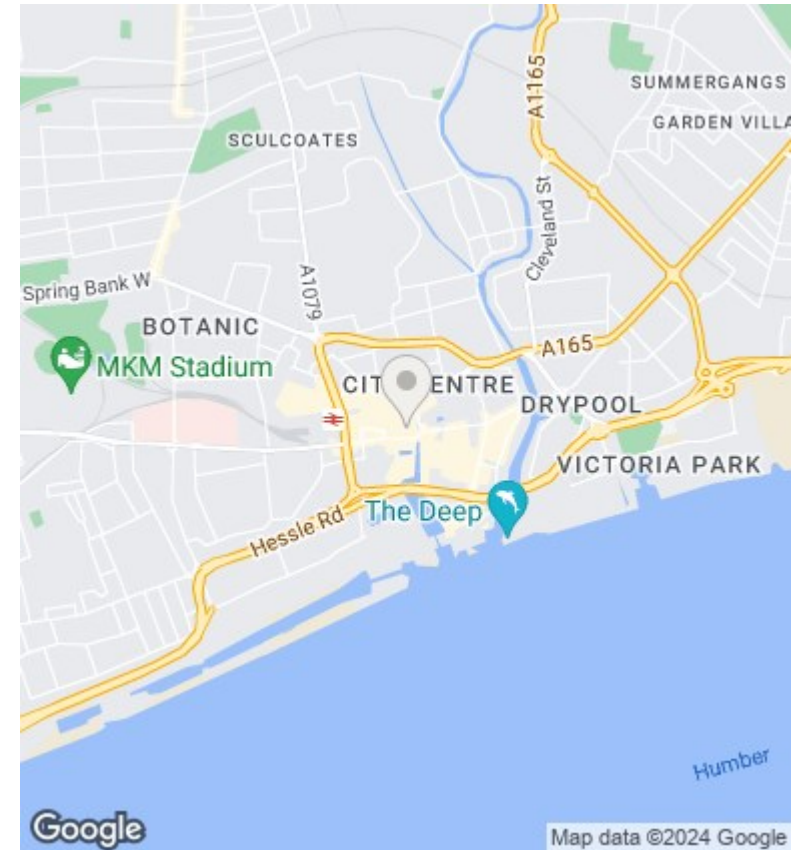 SUMMERGANGS
A1165
GARDEN VILLA
SCULCOATES
Cleveland St
Spring Bank W
A1079
BOTANIC
A165
MKM Stadium
CIT ENTRE
DRYPOOL
VICTORIA PARK
The Deep
Hessle Rd
Humber
Google
Map data ©2024 Google